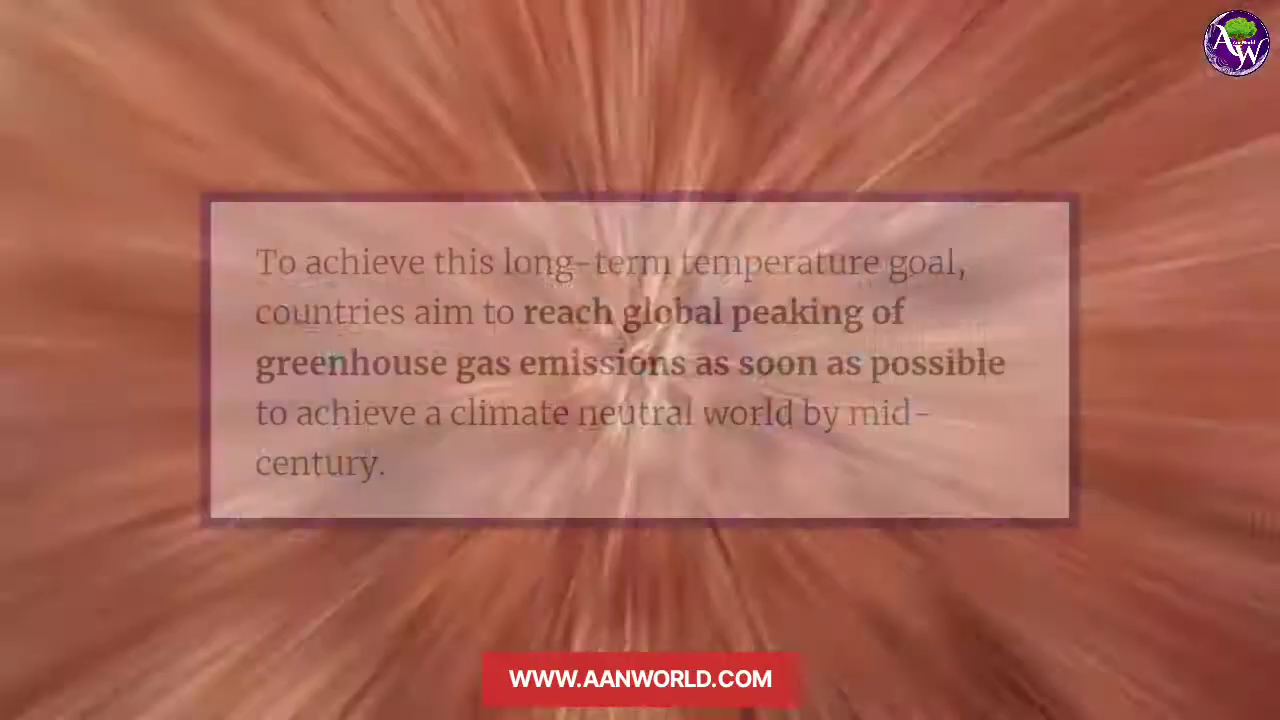 AW
To achieve this long-term temperature goal,
countries aim to reach global peaking of
greenhouse gas emissions as soon as possible
to achieve a climate neutral world by mid-
century.
WWW.AANWORLD.COM